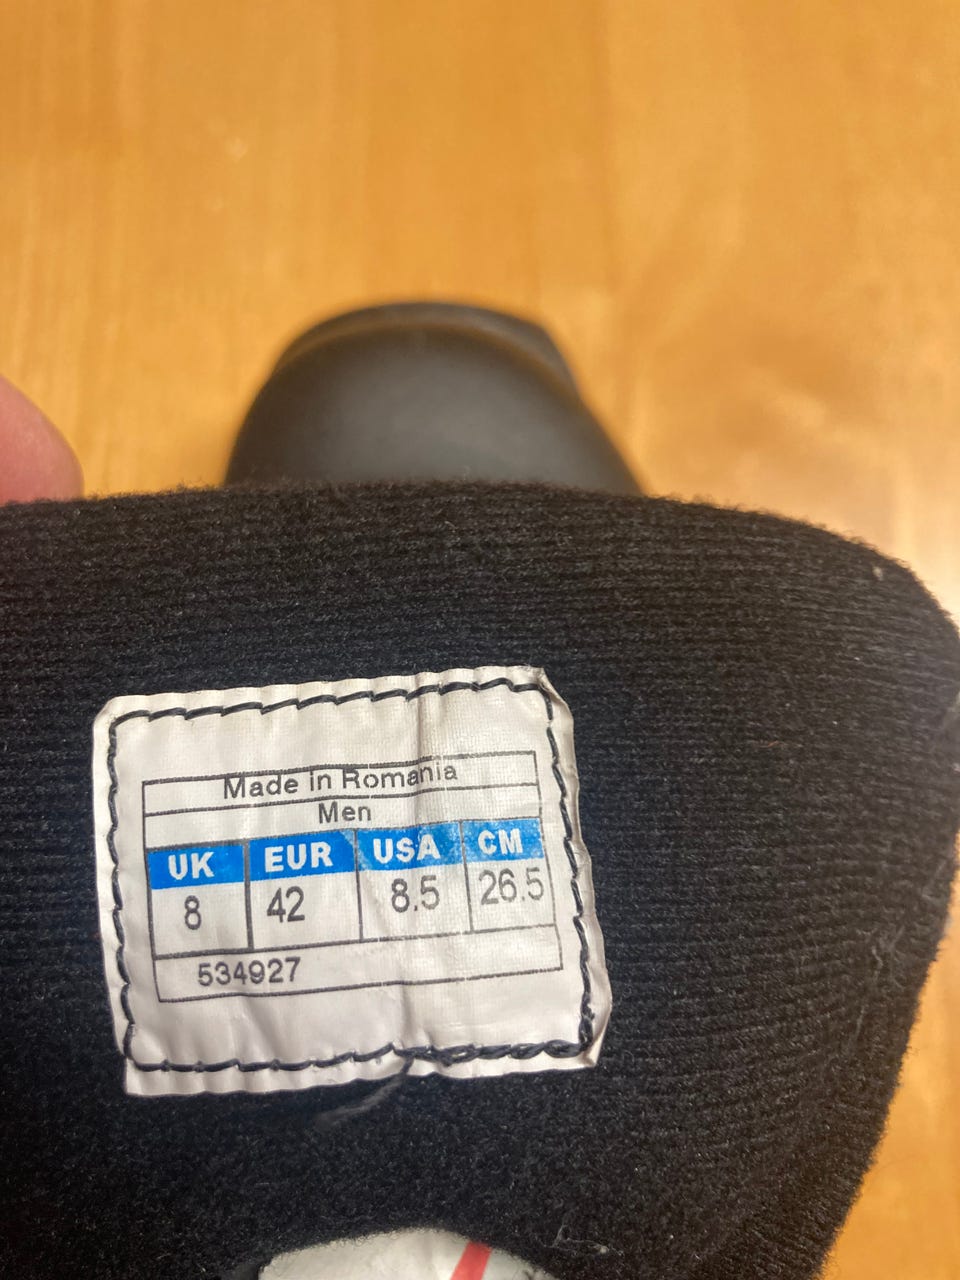 Made in Romania
Men
UK EUR USA CM
8 42 8.5 26.5
534927